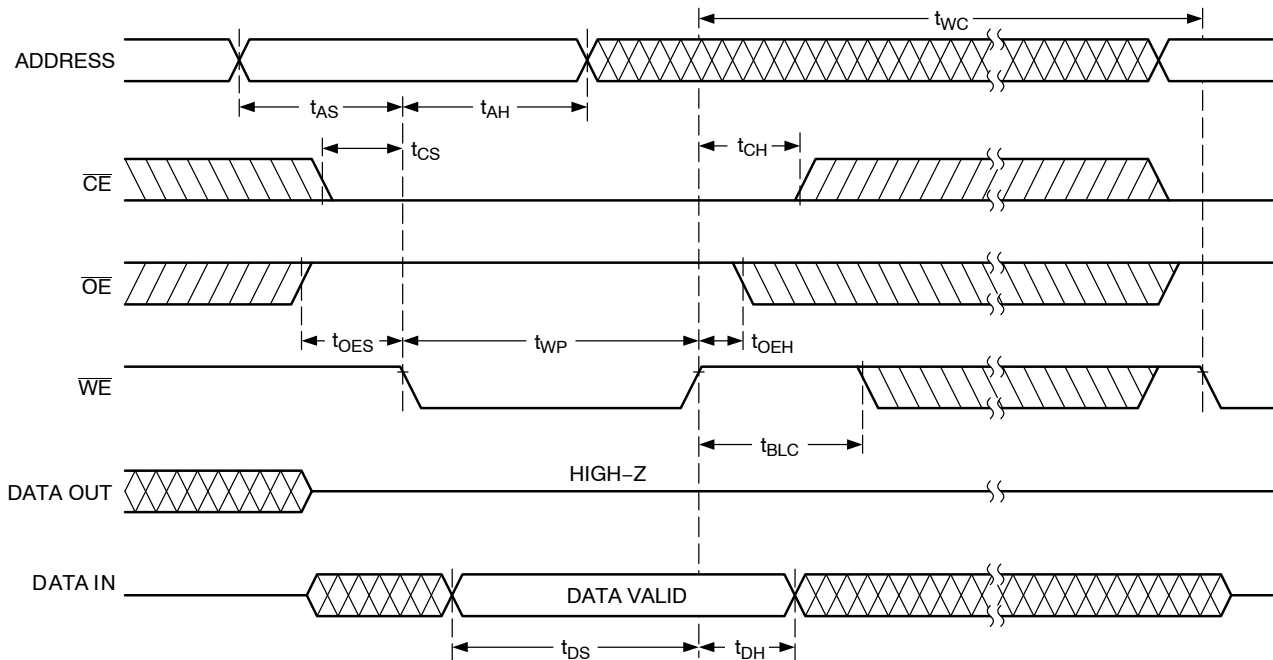 tWC
ADDRESS
tAS
tAH
tCS
tCH
CE
OE
tOES
tWP
tOEH
WE
tBLC
HIGH–Z
DATA OUT
DATA IN
DATA VALID
tDS
tDH